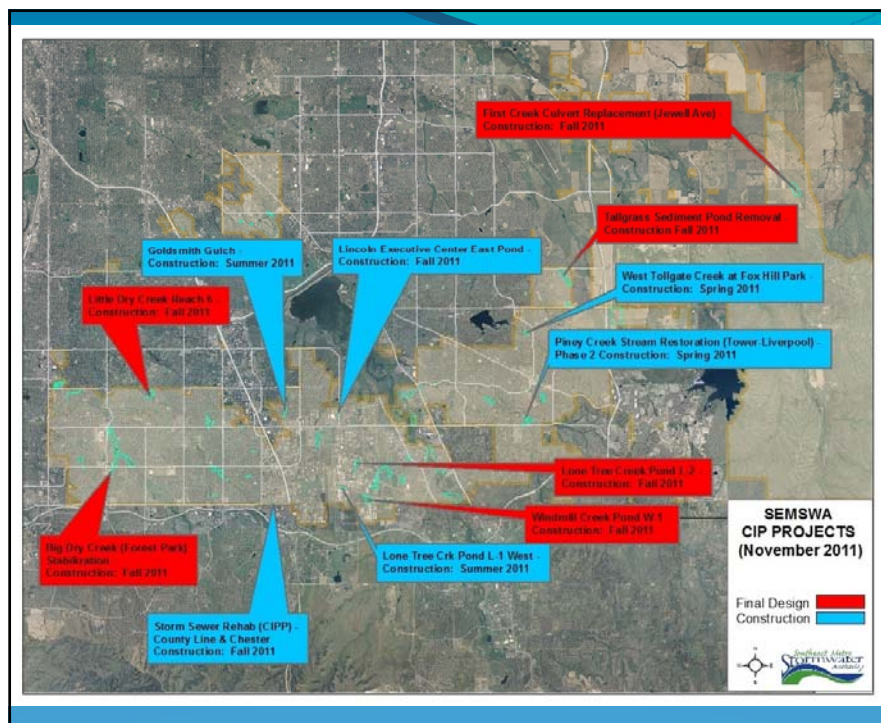 First Creek Culvert Replacement (Jewell Ave) -
Construction: Fall 2011
Tallgrass Sediment Pond Removal -
Construction Fall 2011
Goldsmith Gulch -
Construction: Summer 2011
Lincoln Executive Center East Pond -
Construction: Fall 2011
West Tollgate Creek at Fox Hill Park -
Construction: Spring 2011
Little Dry Creek Reach 6 -
Construction: Fall 2011
Piney Creek Stream Restoration (Tower-Liverpool) -
Phase 2 Construction: Spring 2011
Lone Tree Creek Pond L-2 -
Construction: Fall 2011
Windmill Creek Pond W-1
Construction: Fall 2011
Big Dry Creek (Forest Park)
Stabilization
Construction: Fall 2011
Lone Tree Crk Pond L-1 West -
Construction: Summer 2011
Storm Sewer Rehab (CIPP) -
County Line & Chester
Construction: Fall 2011
SEMSWA
CIP PROJECTS
(November 2011)
Final Design
Construction
Southeast Metro
Stormwater
Authority